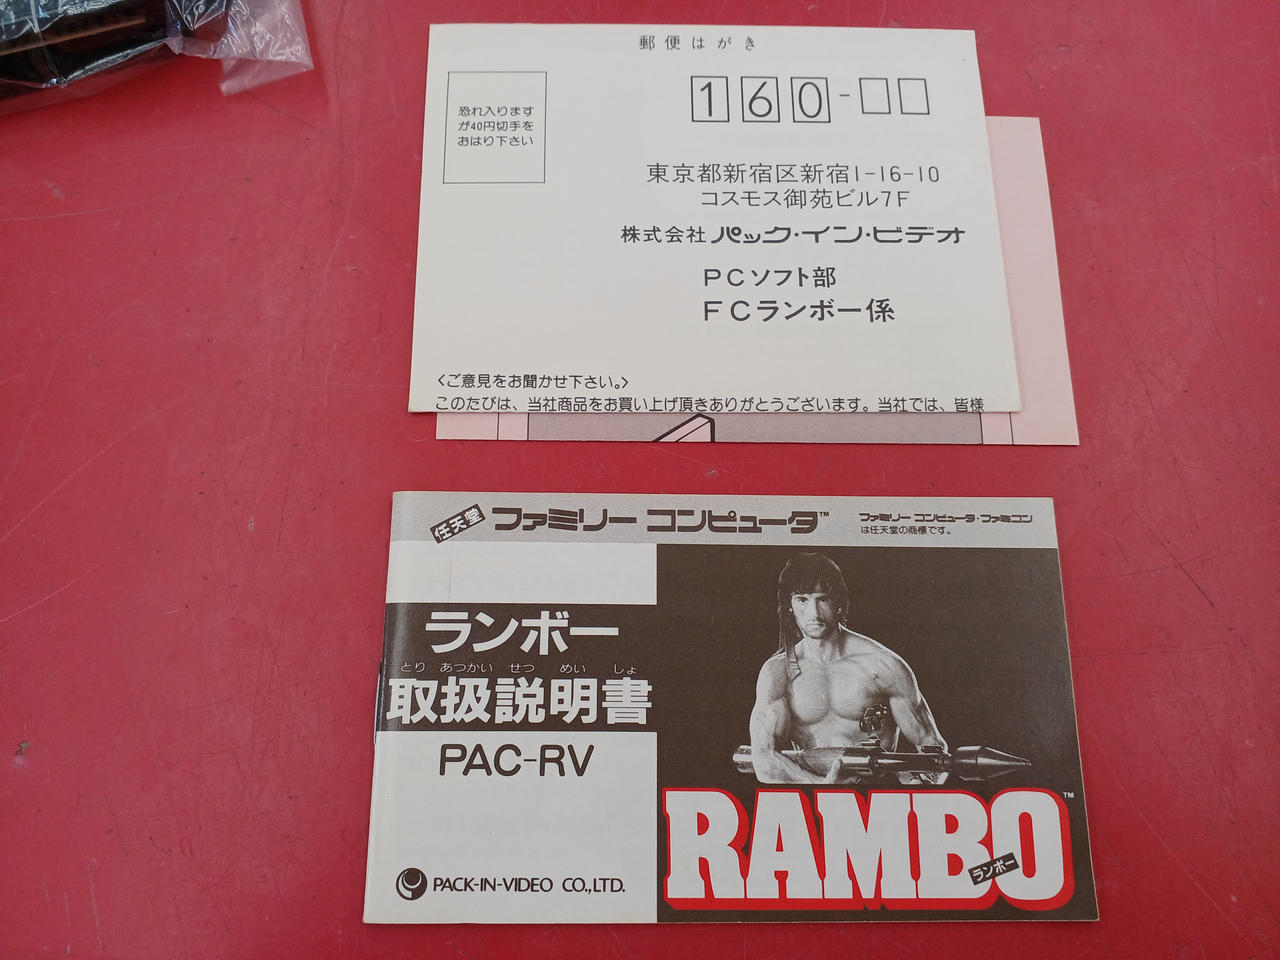 郵便はがき
恐れ入ります
が40円切手を
おはり下さい
160-
東京都新宿区新宿1-16-10
コスモス御苑ビル7F
株式会社パック・イン・ビデオ
PCソフト部
FCランボー係
〈ご意見をお聞かせ下さい。〉
このたびは、当社商品をお買い上げ頂きありがとうございます。当社では、皆様
任天堂 ファミリー コンピュータ™
ファミリー コンピュータ・ファミコン
は任天堂の商標です。
ランボー
とり あつかい せつ めい しょ
取扱説明書
PAC-RV
PACK-IN-VIDEO CO.,LTD.
RAMBO™
ランボー